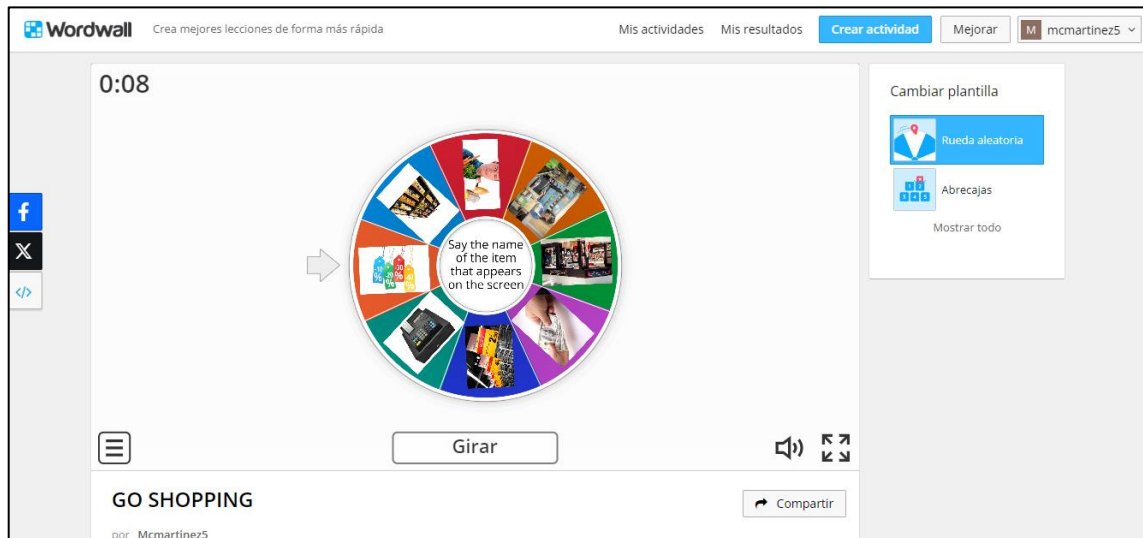 Wordwall Crea mejores lecciones de forma más rápida Mis actividades Mis resultados Crear actividad Mejorar M mcmartinez5
0:08
Cambiar plantilla
Rueda aleatoria
Abrecajas
Mostrar todo
Say the name
of the item
that appears
on the screen
Girar
GO SHOPPING
Compartir
por Mcmartinez5